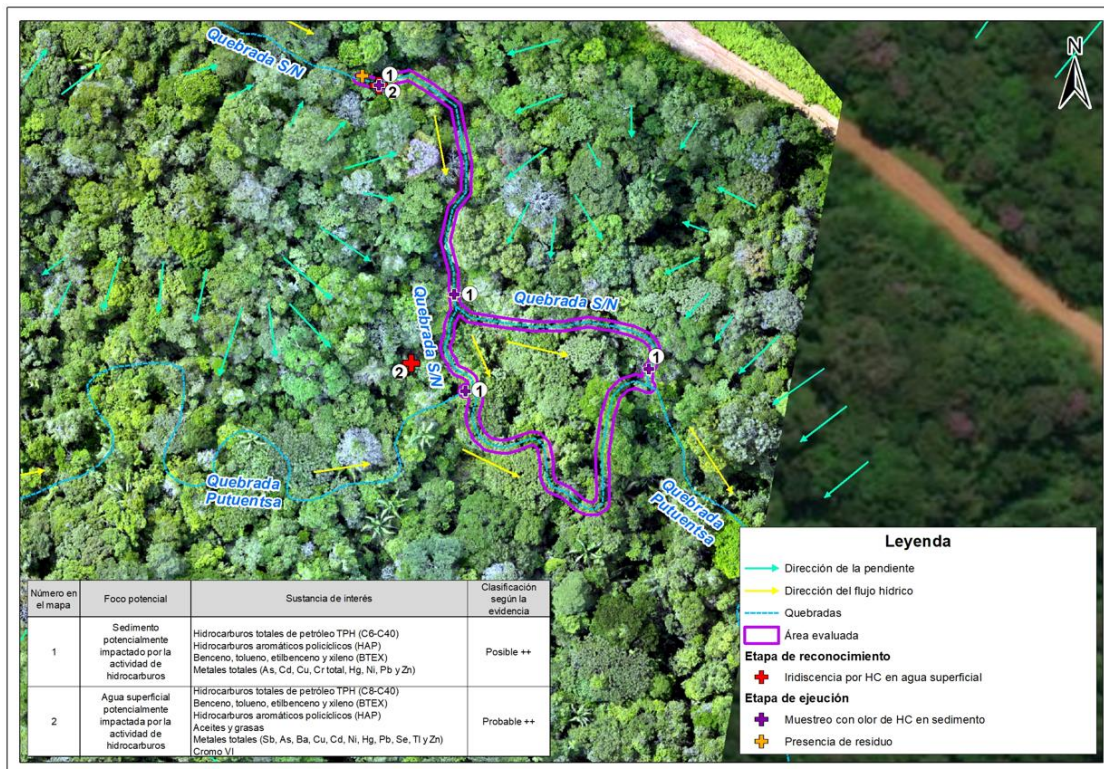 N
Quebrada S/N
1
2
1
Quebrada S/N
Quebrada S/N
2
1
1
Quebrada
Putuentsa
Quebrada
Putuentsa
Número en
el mapa
Foco potencial
Sustancia de interés
Clasificación
según la
evidencia
1
Sedimento
potencialmente
impactado por la
actividad de
hidrocarburos
Hidrocarburos totales de petróleo TPH (C6-C40)
Hidrocarburos aromáticos policíclicos (HAP)
Benceno, tolueno, etilbenceno y xileno (BTEX)
Metales totales (As, Cd, Cu, Cr total, Hg, Ni, Pb y Zn)
Posible ++
2
Agua superficial
potencialmente
impactada por la
actividad de
hidrocarburos
Hidrocarburos totales de petróleo TPH (C8-C40)
Benceno, tolueno, etilbenceno y xileno (BTEX)
Hidrocarburos aromáticos policíclicos (HAP)
Aceites y grasas
Metales totales (Sb, As, Ba, Cu, Cd, Ni, Hg, Pb, Se, Tl y Zn)
Cromo VI
Probable ++
Leyenda
Dirección de la pendiente
Dirección del flujo hídrico
Quebradas
Área evaluada
Etapa de reconocimiento
Iridiscencia por HC en agua superficial
Etapa de ejeución
Muestreo con olor de HC en sedimento
Presencia de residuo